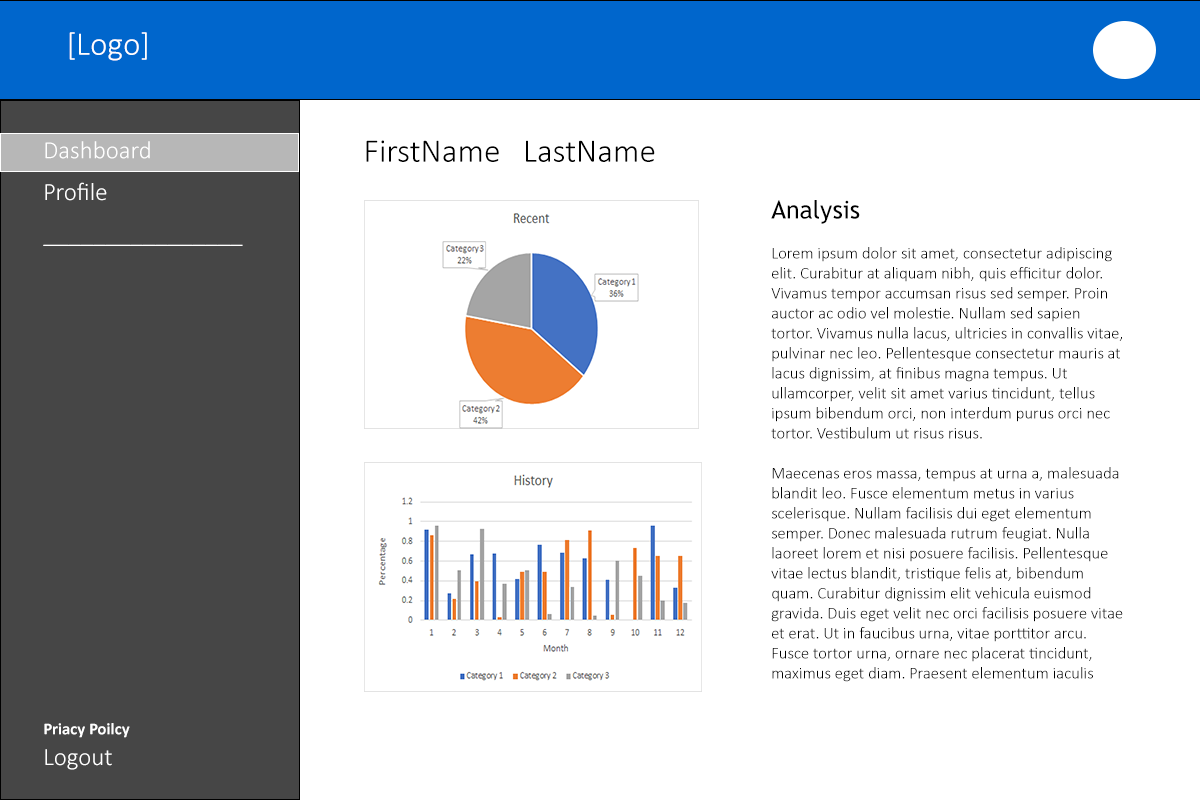 [Logo]
Dashboard
Profile
Priacy Poilcy
Logout
FirstName LastName
Recent
Category 3
22%
Category 1
36%
Category 2
42%
History
1.2
1
0.8
0.6
0.4
0.2
0
Percentage
1 2 3 4 5 6 7 8 9 10 11 12
Month
Category 1 Category 2 Category 3
Analysis
Lorem ipsum dolor sit amet, consectetur adipiscing
elit. Curabitur at aliquam nibh, quis efficitur dolor.
Vivamus tempor accumsan risus sed semper. Proin
auctor ac odio vel molestie. Nullam sed sapien
tortor. Vivamus nulla lacus, ultricies in convallis vitae,
pulvinar nec leo. Pellentesque consectetur mauris at
lacus dignissim, at finibus magna tempus. Ut
ullamcorper, velit sit amet varius tincidunt, tellus
ipsum bibendum orci, non interdum purus orci nec
tortor. Vestibulum ut risus risus.
Maecenas eros massa, tempus at urna a, malesuada
blandit leo. Fusce elementum metus in varius
scelerisque. Nullam facilisis dui eget elementum
semper. Donec malesuada rutrum feugiat. Nulla
laoreet lorem et nisi posuere facilisis. Pellentesque
vitae lectus blandit, tristique felis at, bibendum
quam. Curabitur dignissim elit vehicula euismod
gravida. Duis eget velit nec orci facilisis posuere vitae
et erat. Ut in faucibus urna, vitae porttitor arcu.
Fusce tortor urna, ornare nec placerat tincidunt,
maximus eget diam. Praesent elementum iaculis